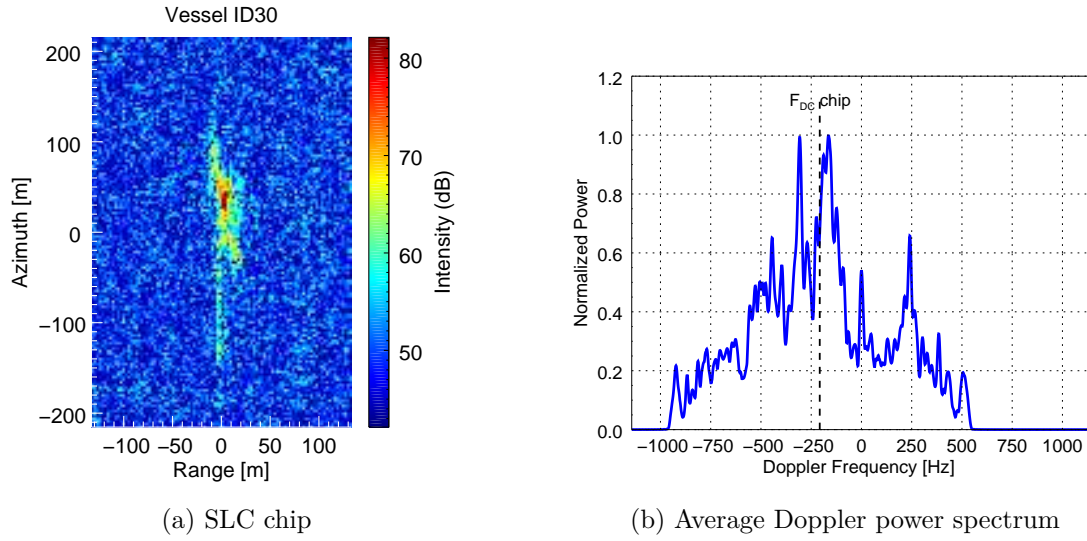 Vessel ID30
200
100
0
−100
−200
Azimuth [m]
−100 −50 0 50 100
Range [m]
80
70
60
50
Intensity (dB)
(a) SLC chip
1.2
1.0
0.8
0.6
0.4
0.2
0.0
Normalized Power
F_DC chip
−1000 −750 −500 −250 0 250 500 750 1000
Doppler Frequency [Hz]
(b) Average Doppler power spectrum